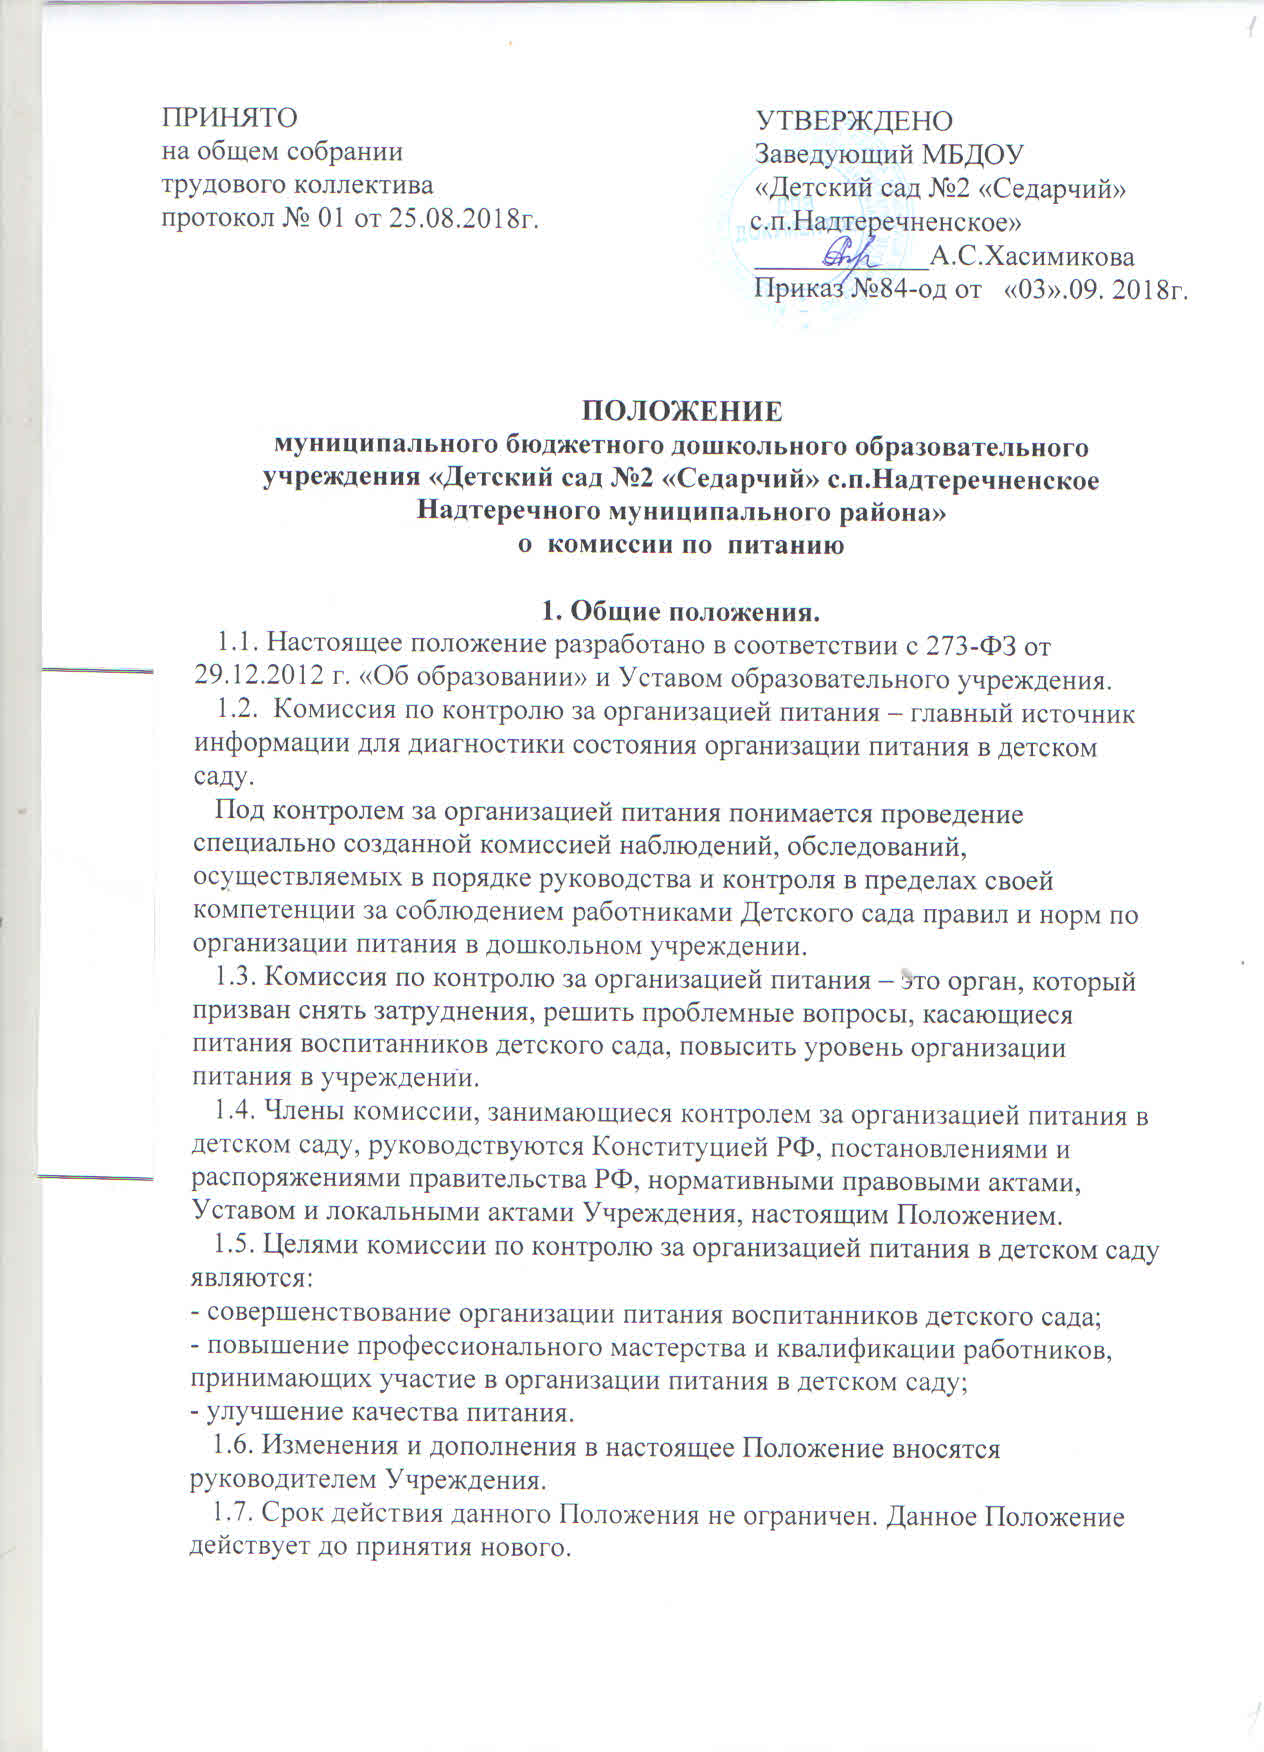 ПРИНЯТО
на общем собрании
трудового коллектива
протокол № 01 от 25.08.2018г.
УТВЕРЖДЕНО
Заведующий МБДОУ
«Детский сад №2 «Седарчий»
с.п.Надтеречненское»
____________А.С.Хасимикова
Приказ №84-од от «03».09. 2018г.
ПОЛОЖЕНИЕ
муниципального бюджетного дошкольного образовательного
учреждения «Детский сад №2 «Седарчий» с.п.Надтеречненское
Надтеречного муниципального района»
о комиссии по питанию
1. Общие положения.
1.1. Настоящее положение разработано в соответствии с 273-ФЗ от
29.12.2012 г. «Об образовании» и Уставом образовательного учреждения.
1.2. Комиссия по контролю за организацией питания – главный источник
информации для диагностики состояния организации питания в детском
саду.
Под контролем за организацией питания понимается проведение
специально созданной комиссией наблюдений, обследований,
осуществляемых в порядке руководства и контроля в пределах своей
компетенции за соблюдением работниками Детского сада правил и норм по
организации питания в дошкольном учреждении.
1.3. Комиссия по контролю за организацией питания – это орган, который
призван снять затруднения, решить проблемные вопросы, касающиеся
питания воспитанников детского сада, повысить уровень организации
питания в учреждении.
1.4. Члены комиссии, занимающиеся контролем за организацией питания в
детском саду, руководствуются Конституцией РФ, постановлениями и
распоряжениями правительства РФ, нормативными правовыми актами,
Уставом и локальными актами Учреждения, настоящим Положением.
1.5. Целями комиссии по контролю за организацией питания в детском саду
являются:
- совершенствование организации питания воспитанников детского сада;
- повышение профессионального мастерства и квалификации работников,
принимающих участие в организации питания в детском саду;
- улучшение качества питания.
1.6. Изменения и дополнения в настоящее Положение вносятся
руководителем Учреждения.
1.7. Срок действия данного Положения не ограничен. Данное Положение
действует до принятия нового.